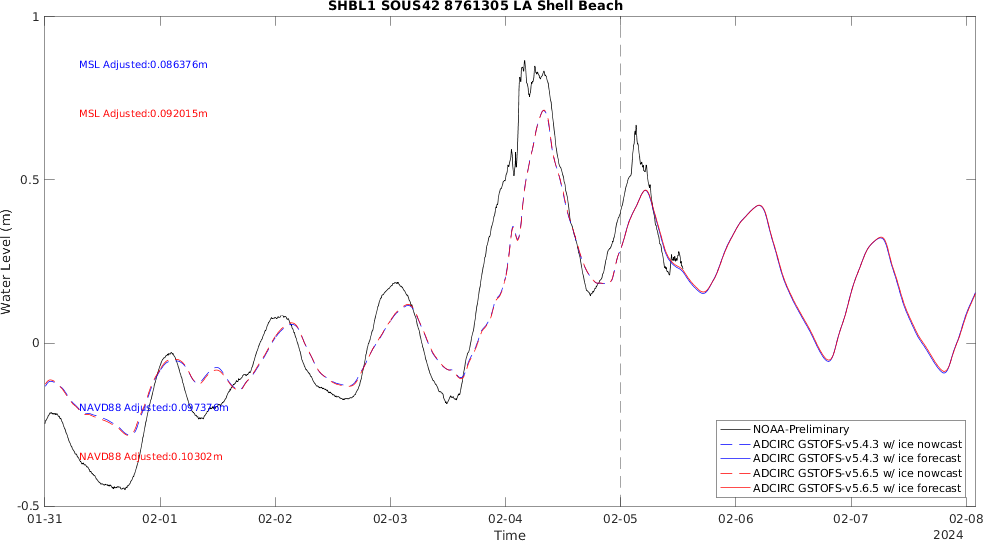 SHBL1 SOUS42 8761305 LA Shell Beach
1
MSL Adjusted:0.086376m
MSL Adjusted:0.092015m
0.5
Water Level (m)
0
NAVD88 Adjusted:0.097376m
NAVD88 Adjusted:0.10302m
NOAA-Preliminary
ADCIRC GSTOFS-v5.4.3 w/ ice nowcast
ADCIRC GSTOFS-v5.4.3 w/ ice forecast
ADCIRC GSTOFS-v5.6.5 w/ ice nowcast
ADCIRC GSTOFS-v5.6.5 w/ ice forecast
-0.5
01-31 02-01 02-02 02-03 02-04 02-05 02-06 02-07 02-08
Time
2024